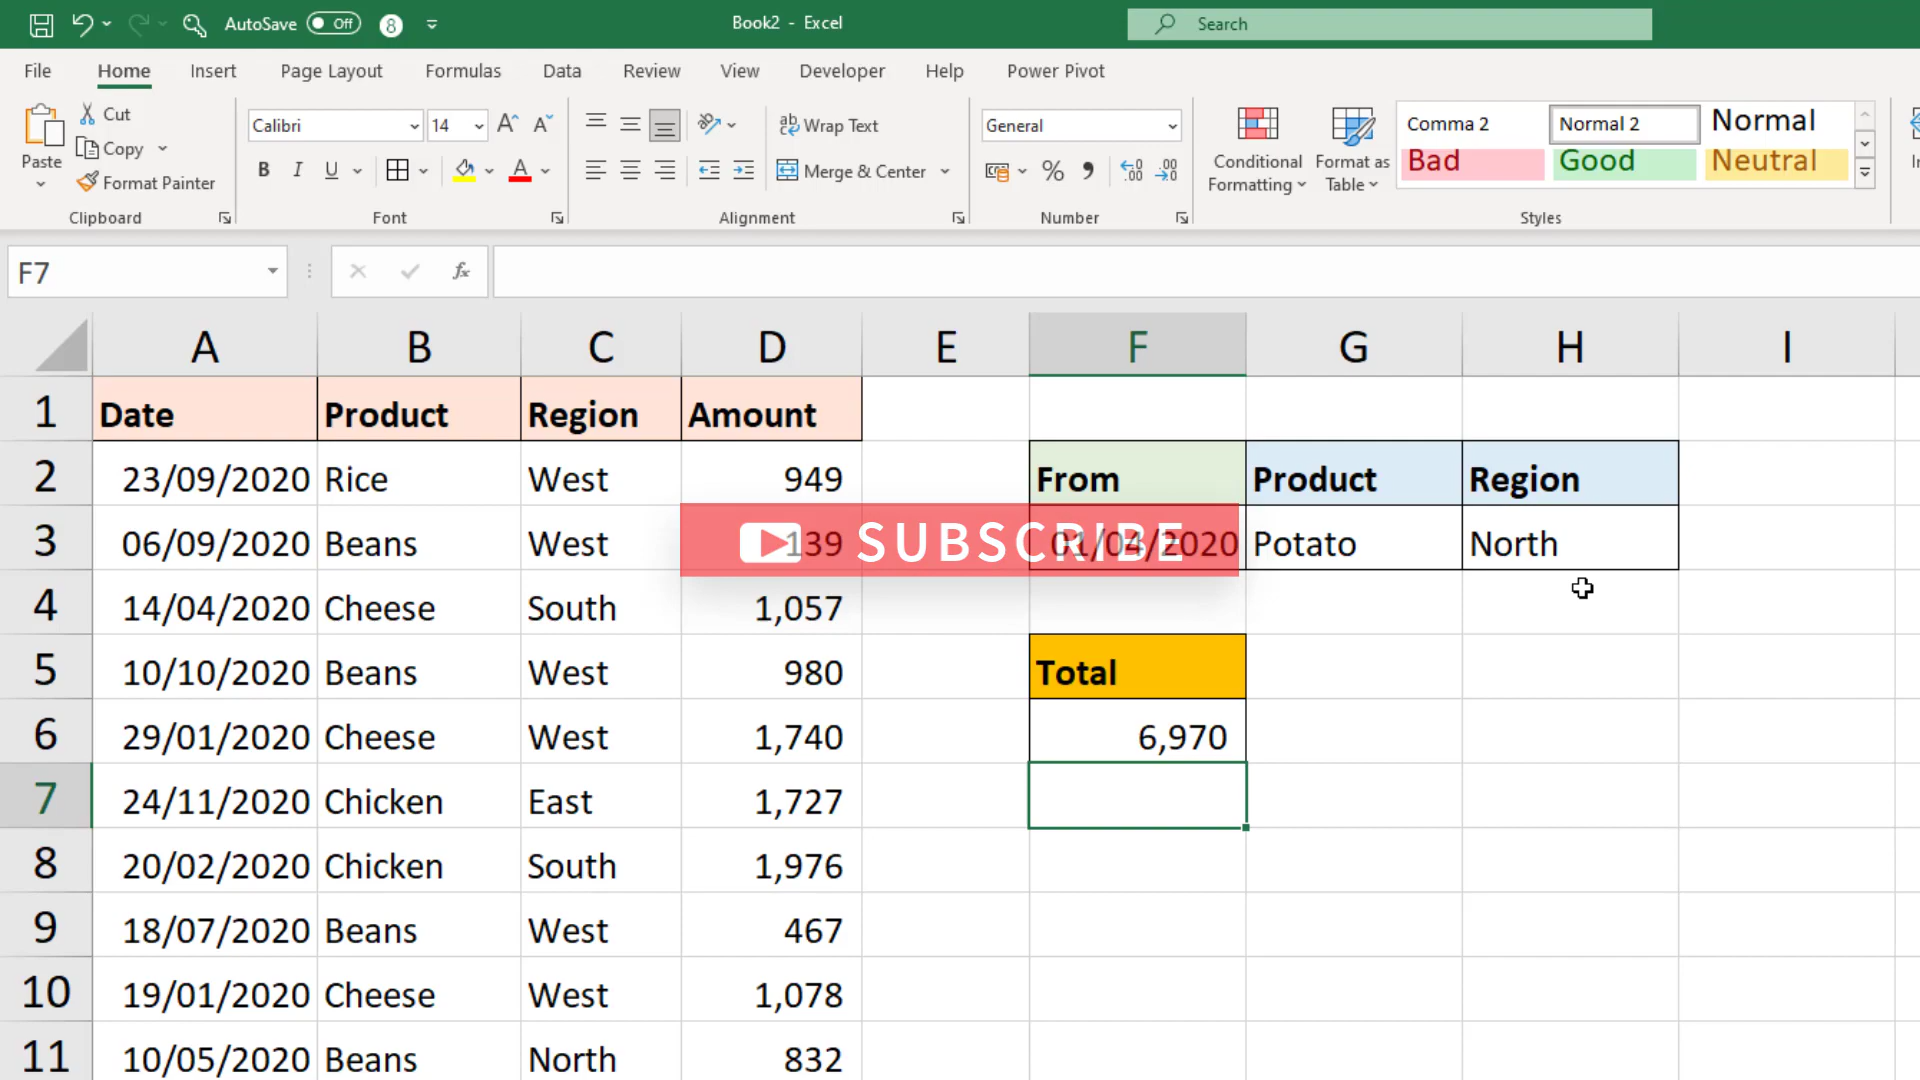 AutoSave Off 8 Book2 - Excel Search
File Home Insert Page Layout Formulas Data Review View Developer Help Power Pivot
Paste Cut Copy Format Painter Clipboard
Calibri 14 A A B I U A Font
ab Wrap Text Merge & Center Alignment
General % Number
Conditional Formatting Format as Table
Comma 2 Normal 2 Normal
Bad Good Neutral
Styles
F7 fx
A B C D E F G H I
1 Date Product Region Amount
2 23/09/2020 Rice West 949 From Product Region
3 06/09/2020 Beans West 139 01/04/2020 Potato North
SUBSCRIBE
4 14/04/2020 Cheese South 1,057
5 10/10/2020 Beans West 980 Total
6 29/01/2020 Cheese West 1,740 6,970
7 24/11/2020 Chicken East 1,727
8 20/02/2020 Chicken South 1,976
9 18/07/2020 Beans West 467
10 19/01/2020 Cheese West 1,078
11 10/05/2020 Beans North 832